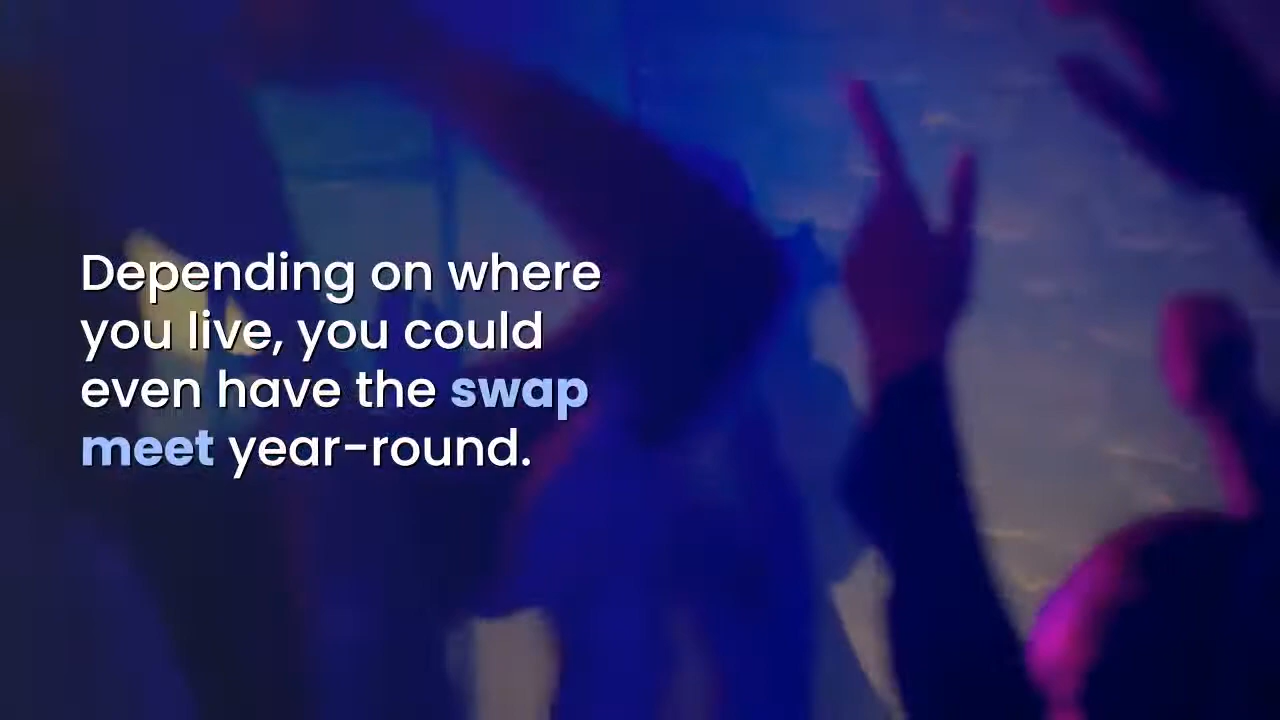 Depending on where
you live, you could
even have the swap
meet year-round.